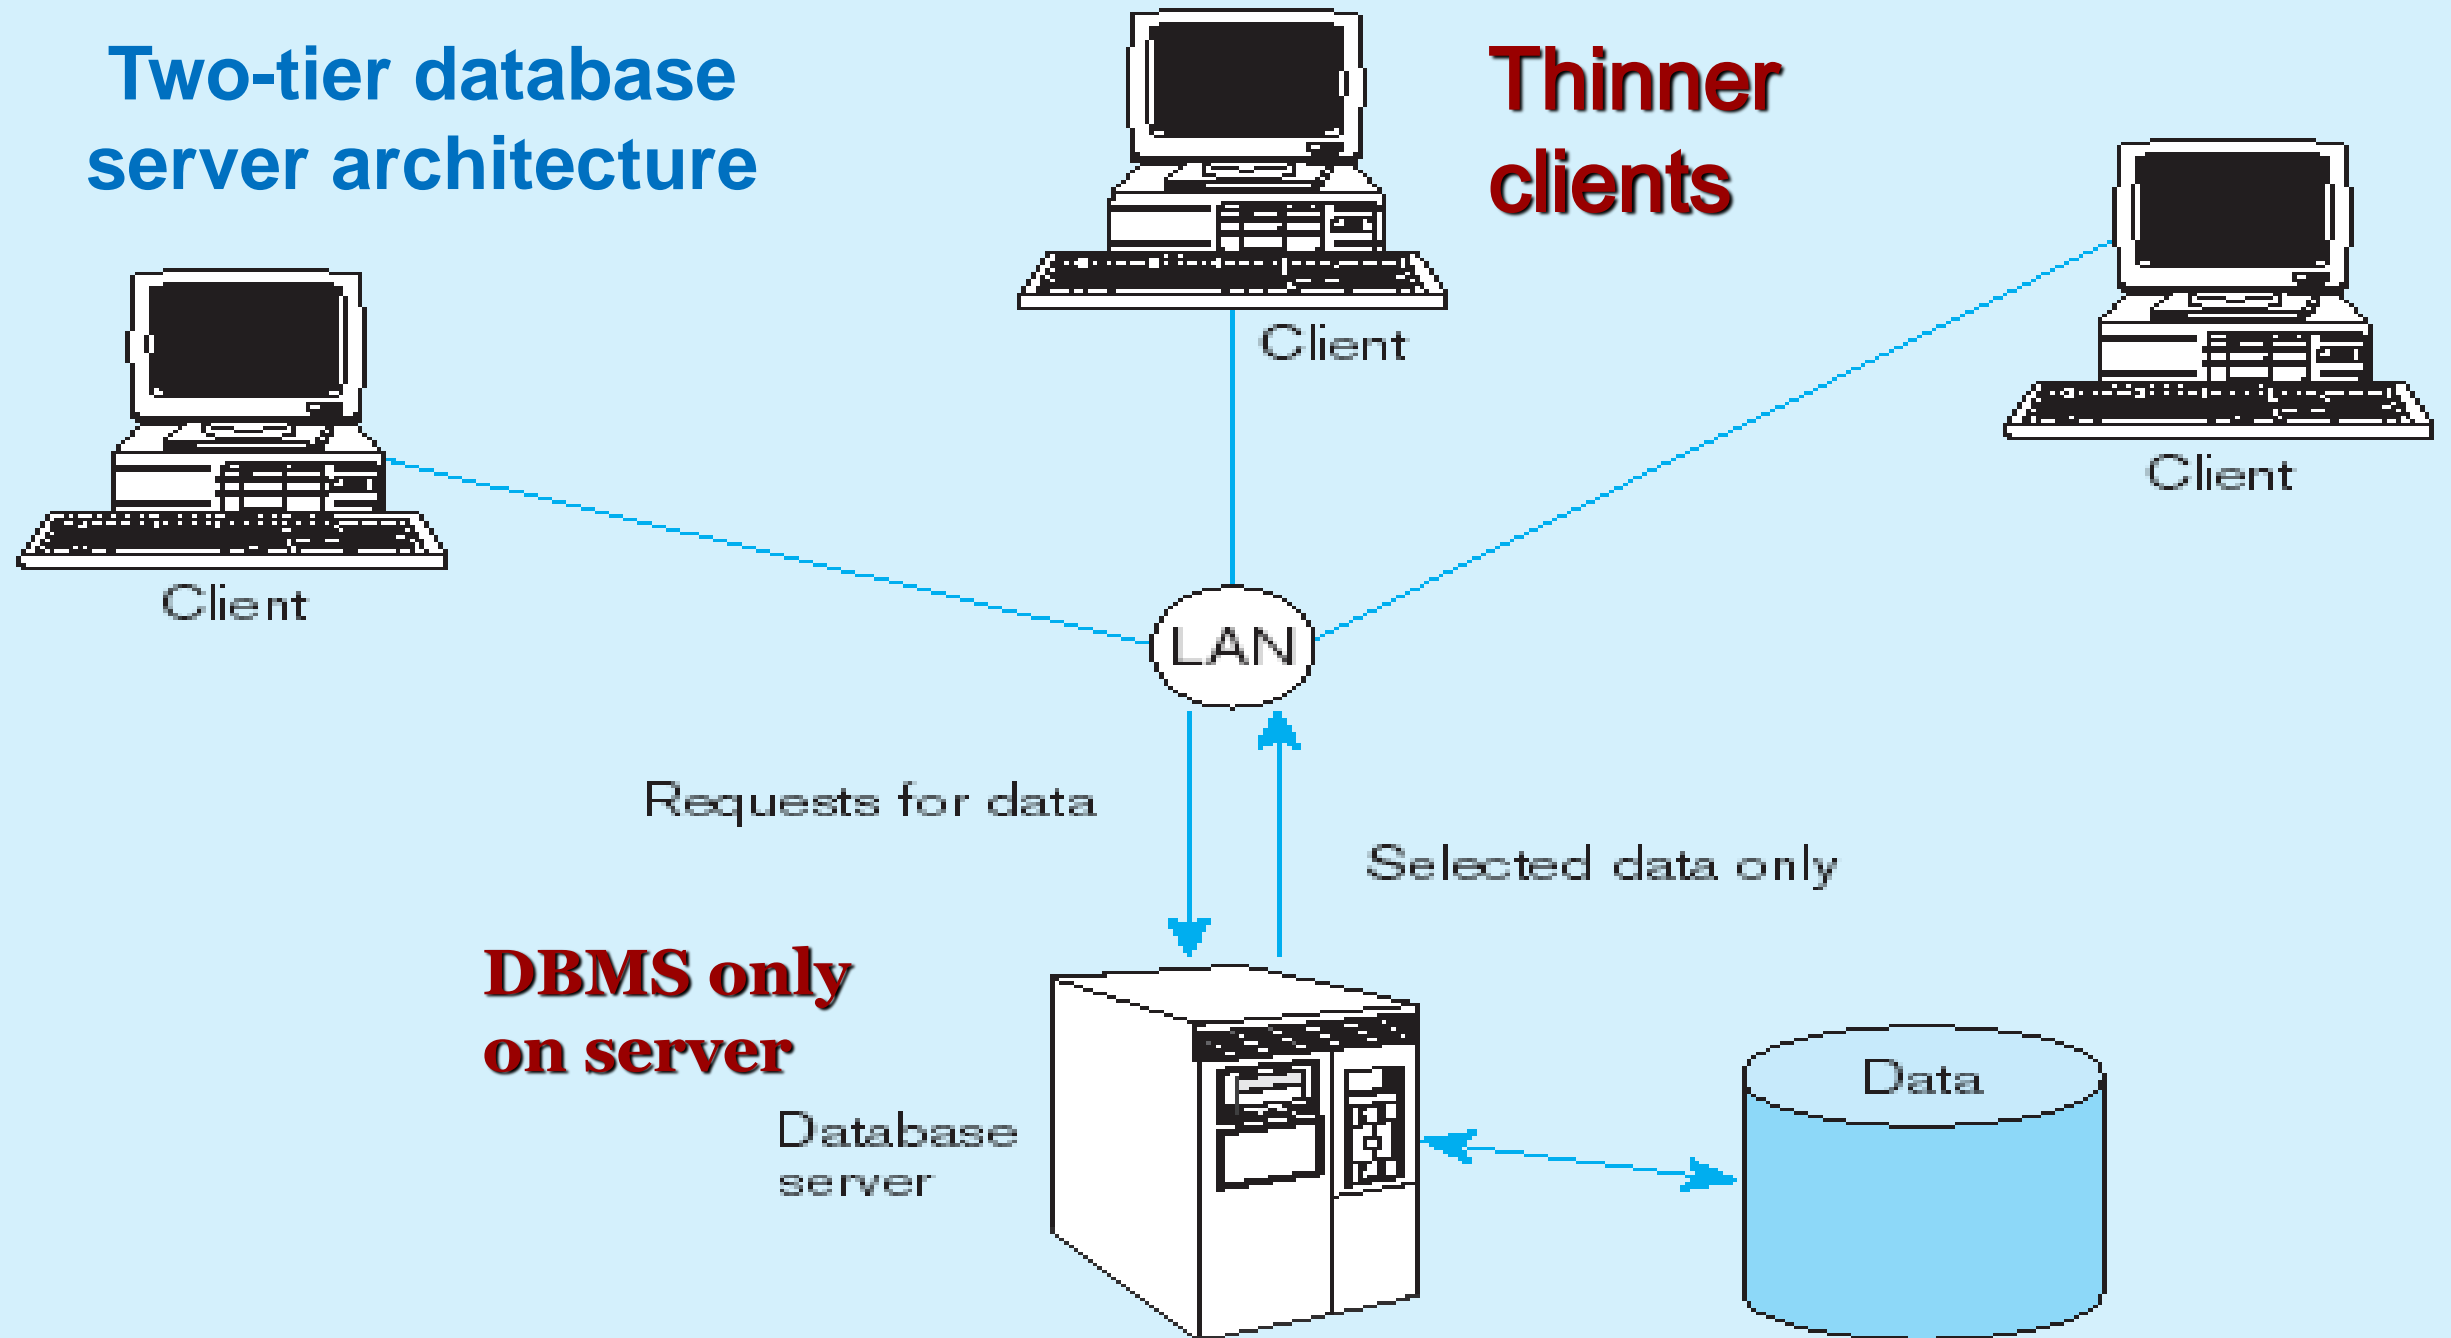 Two-tier database
server architecture
Thinner
clients
Client
Client
Client
LAN
Requests for data
Selected data only
DBMS only
on server
Database
server
Data